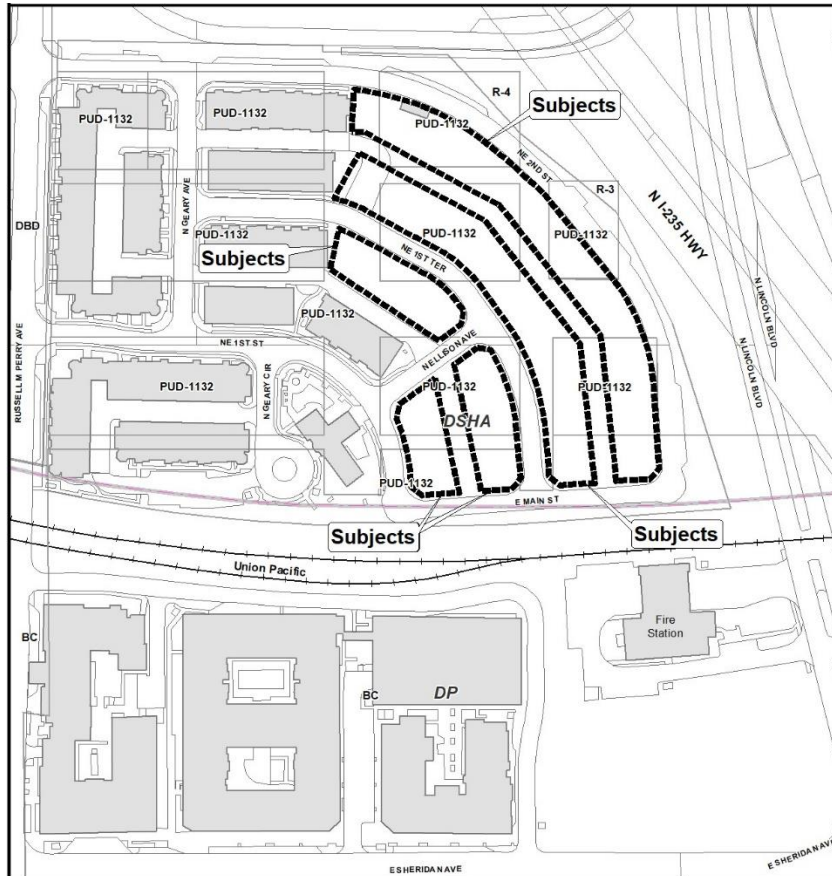 R-4
Subjects
PUD-1132
PUD-1132
PUD-1132
NE 2ND ST
R-3
N I-235 HWY
N GEARY AVE
DBD
PUD-1132
PUD-1132
PUD-1132
Subjects
NE 1ST TER
N LINCOLN BLVD
N LINCOLN BLVD
PUD-1132
RUSSELL M PERRY AVE
NE 1ST ST
N ELLISON AVE
PUD-1132
N GEARY CIR
PUD-1132
PUD-1132
DSHA
PUD-1132
E MAIN ST
Subjects
Subjects
Union Pacific
Fire
Station
BC
BC
DP
E SHERIDAN AVE
E SHERIDAN AVE